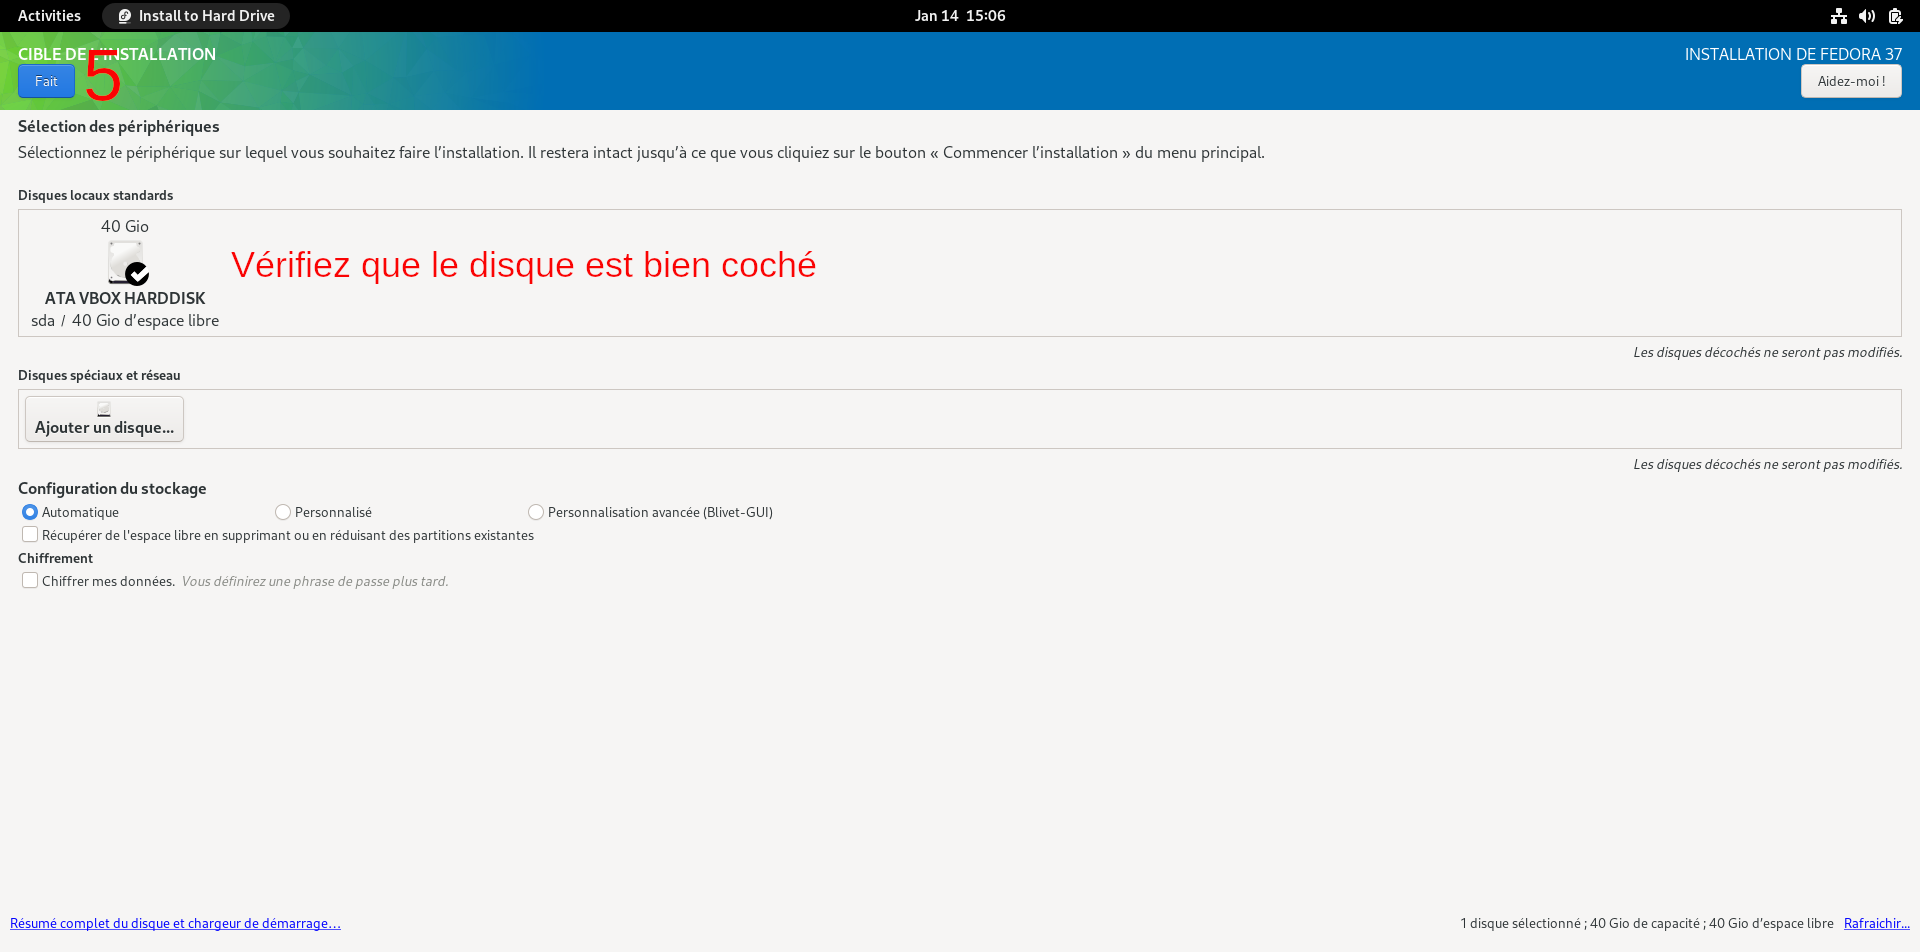 Activities
Install to Hard Drive
Jan 14 15:06
CIBLE DE L'INSTALLATION
INSTALLATION DE FEDORA 37
Fait
5
Aidez-moi !
Sélection des périphériques
Sélectionnez le périphérique sur lequel vous souhaitez faire l’installation. Il restera intact jusqu’à ce que vous cliquiez sur le bouton « Commencer l’installation » du menu principal.
Disques locaux standards
40 Gio
Vérifiez que le disque est bien coché
ATA VBOX HARDDISK
sda / 40 Gio d’espace libre
Les disques décochés ne seront pas modifiés.
Disques spéciaux et réseau
Ajouter un disque...
Les disques décochés ne seront pas modifiés.
Configuration du stockage
Automatique
Personnalisé
Personnalisation avancée (Blivet-GUI)
Récupérer de l'espace libre en supprimant ou en réduisant des partitions existantes
Chiffrement
Chiffrer mes données. Vous définirez une phrase de passe plus tard.
Résumé complet du disque et chargeur de démarrage…
1 disque sélectionné ; 40 Gio de capacité ; 40 Gio d’espace libre
Rafraichir...